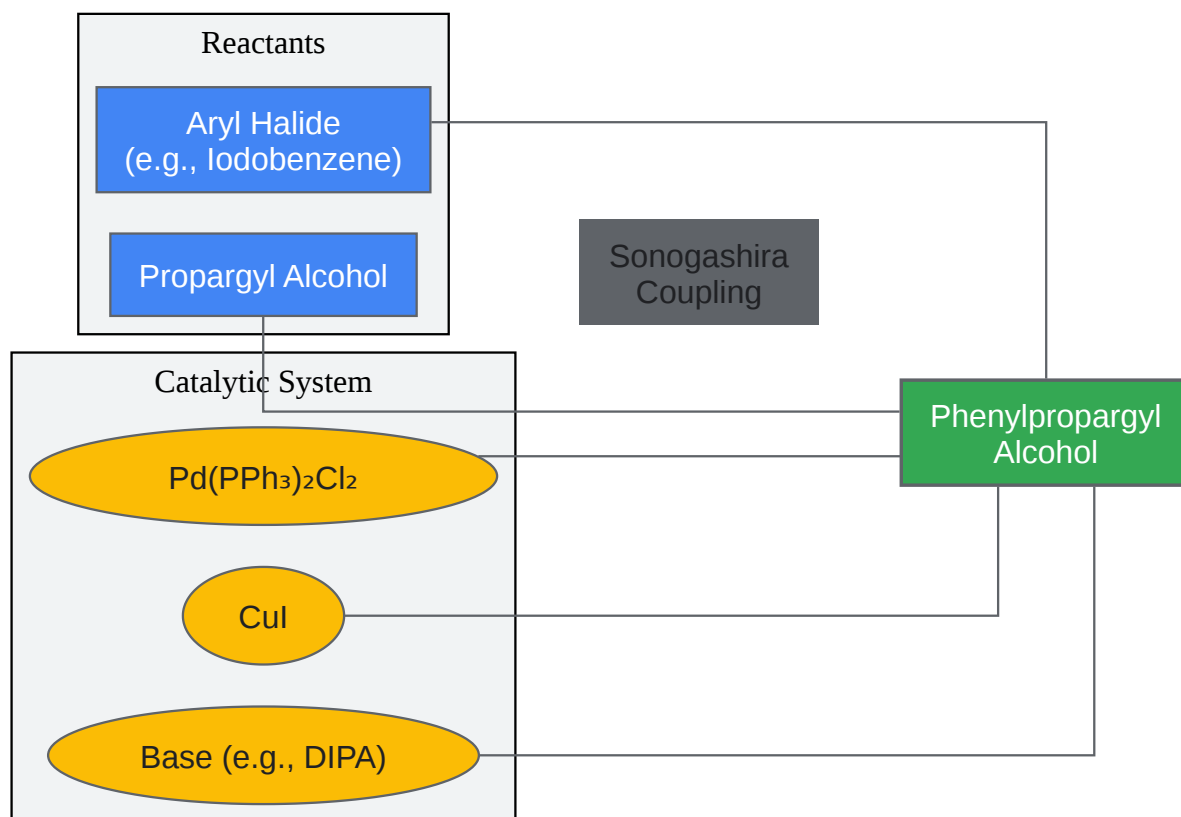 Reactants
Aryl Halide
(e.g., Iodobenzene)
Propargyl Alcohol
Sonogashira
Coupling
Catalytic System
Phenylpropargyl
Alcohol
Pd(PPh₃)₂Cl₂
CuI
Base (e.g., DIPA)